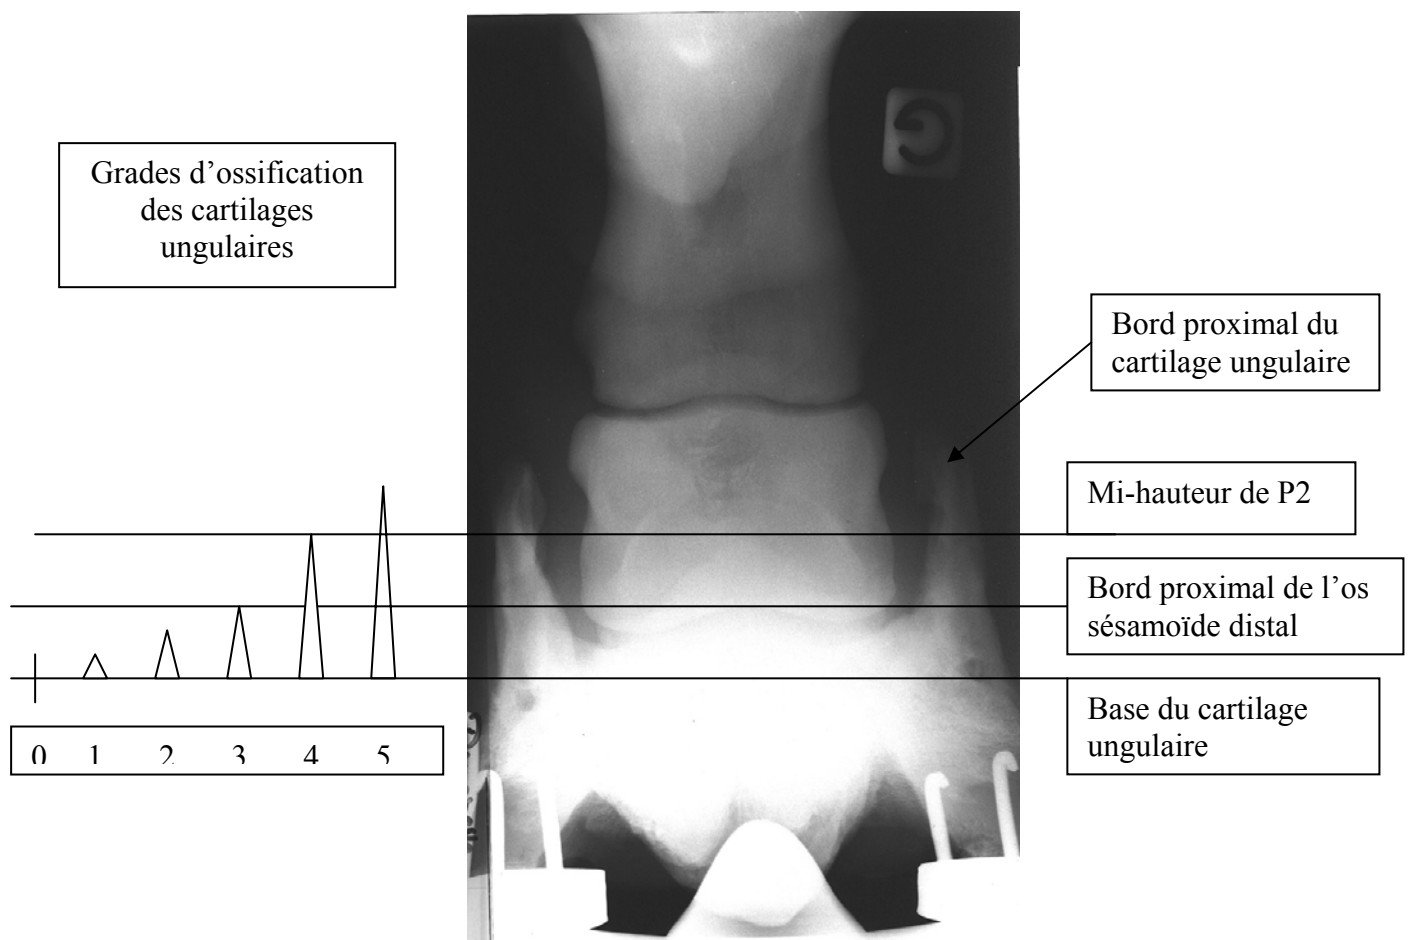 Grades d’ossification
des cartilages
ungulaires
G
Bord proximal du
cartilage ungulaire
Mi-hauteur de P2
Bord proximal de l’os
sésamoïde distal
Base du cartilage
ungulaire
0 1 2 3 4 5